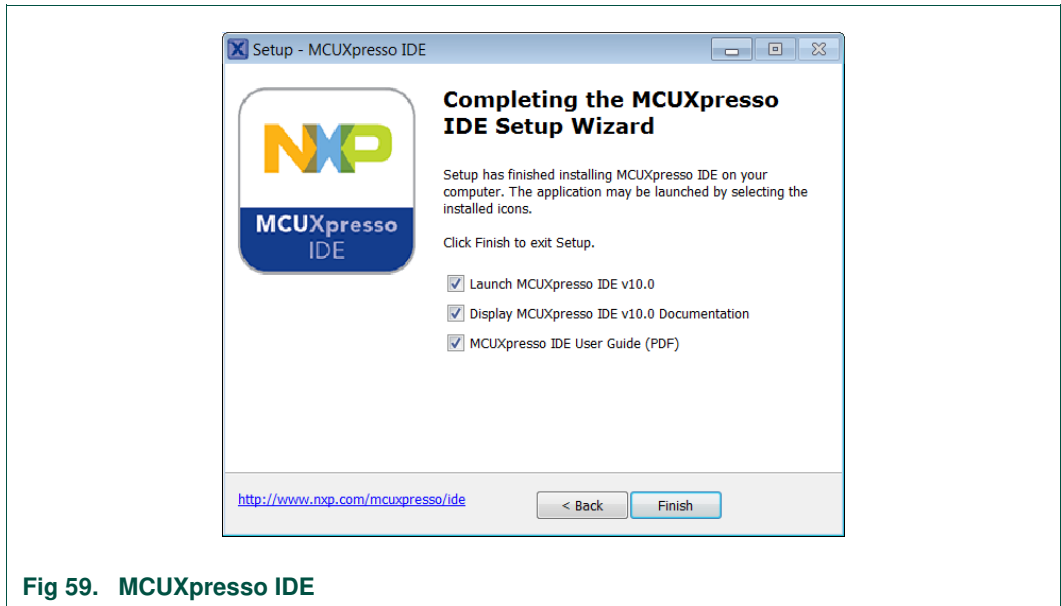 Setup - MCUXpresso IDE
NXP
MCUXpresso
IDE
Completing the MCUXpresso
IDE Setup Wizard
Setup has finished installing MCUXpresso IDE on your
computer. The application may be launched by selecting the
installed icons.
Click Finish to exit Setup.
Launch MCUXpresso IDE v10.0
Display MCUXpresso IDE v10.0 Documentation
MCUXpresso IDE User Guide (PDF)
http://www.nxp.com/mcuxpresso/ide
< Back
Finish
Fig 59. MCUXpresso IDE